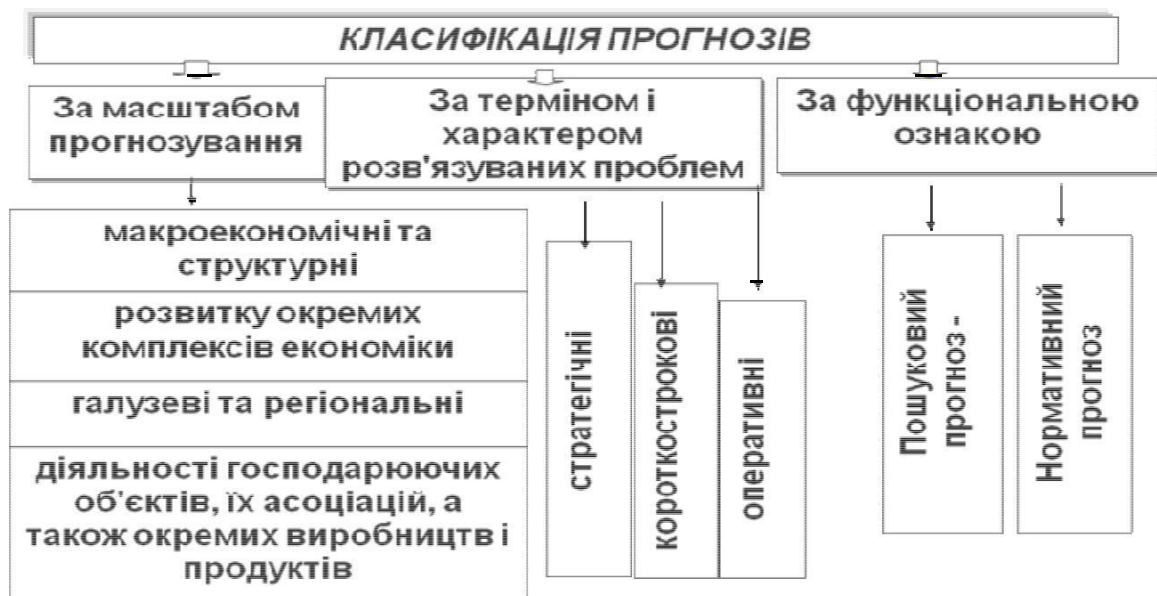 КЛАСИФІКАЦІЯ ПРОГНОЗІВ
За масштабом
прогнозування
За терміном і
характером
розв'язуваних проблем
За функціональною
ознакою
макроекономічні та
структурні
розвитку окремих
комплексів економіки
галузеві та регіональні
діяльності господарюючих
об'єктів, їх асоціацій, а
також окремих виробництв і
продуктів
стратегічні
короткострокові
оперативні
Пошуковий
прогноз -
Нормативний
прогноз